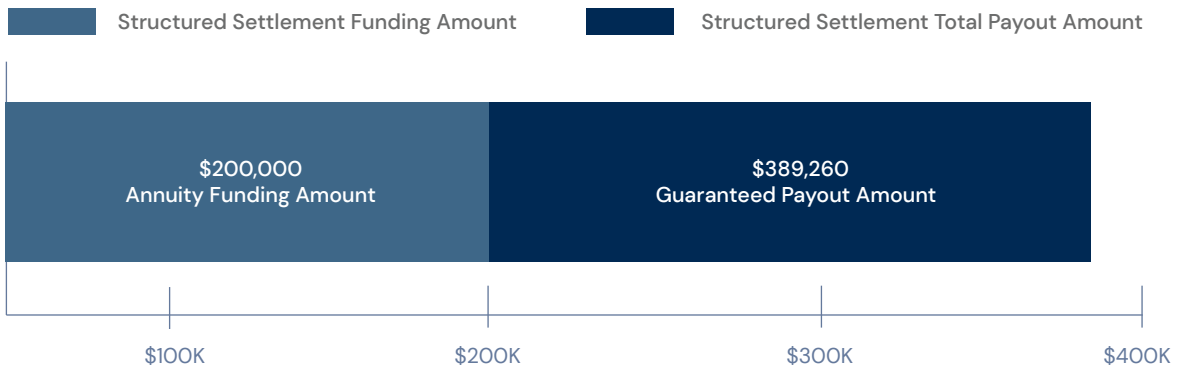 Structured Settlement Funding Amount
Structured Settlement Total Payout Amount
$200,000
Annuity Funding Amount
$389,260
Guaranteed Payout Amount
$100K
$200K
$300K
$400K